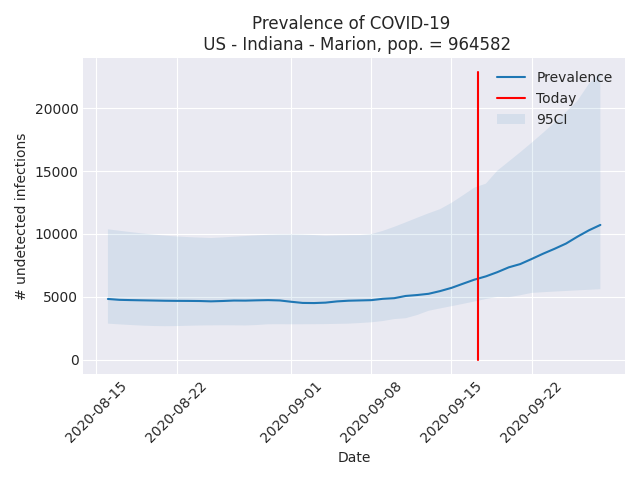 Prevalence of COVID-19
US - Indiana - Marion, pop. = 964582
Prevalence
Today
95CI
# undetected infections
20000
15000
10000
5000
0
2020-08-15
2020-08-22
2020-09-01
2020-09-08
2020-09-15
2020-09-22
Date